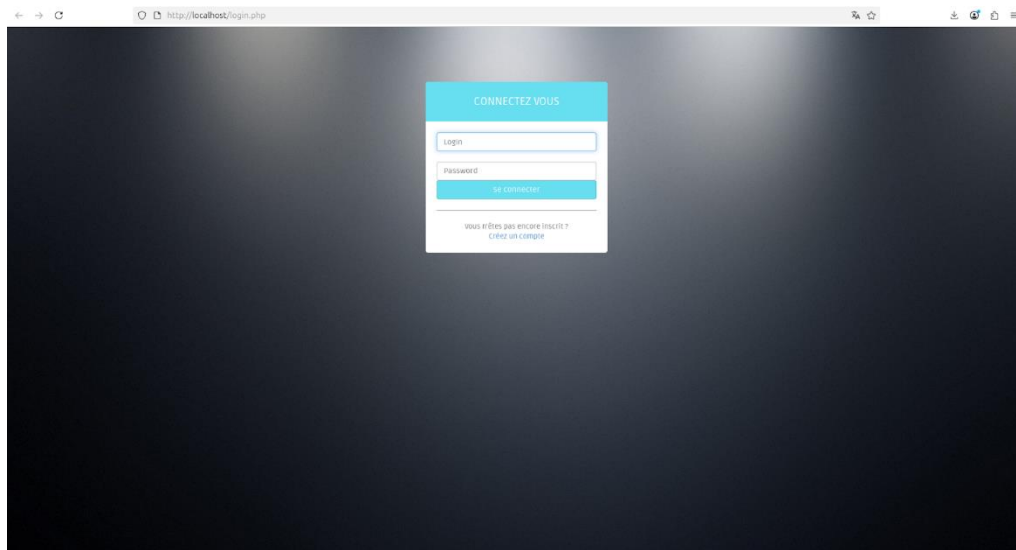 http://localhost/login.php
CONNECTEZ VOUS
Login
Password
Se connecter
Vous n'êtes pas encore inscrit ?
Créez un compte